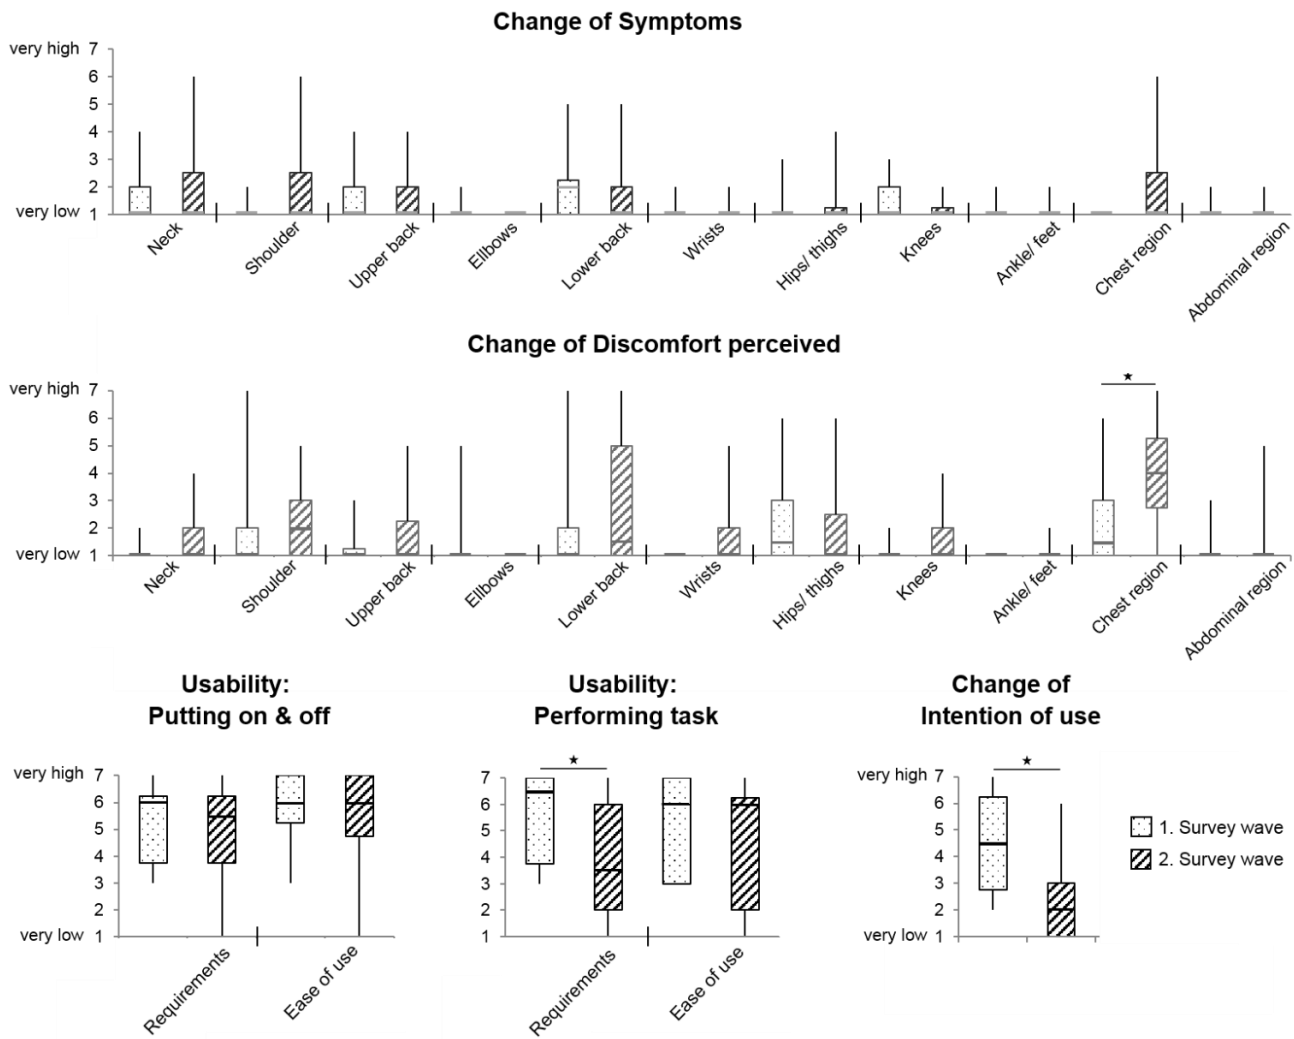 Change of Symptoms
very high 7
6
5
4
3
2
very low 1
Neck
Shoulder
Upper back
Ellbows
Lower back
Wrists
Hips/ thighs
Knees
Ankle/ feet
Chest region
Abdominal region
Change of Discomfort perceived
very high 7
6
5
4
3
2
very low 1
Neck
Shoulder
Upper back
Ellbows
Lower back
Wrists
Hips/ thighs
Knees
Ankle/ feet
Chest region
Abdominal region
Usability:
Putting on & off
very high 7
6
5
4
3
2
very low 1
Requirements
Ease of use
Usability:
Performing task
7
6
5
4
3
2
1
Requirements
Ease of use
Change of
Intention of use
very high 7
6
5
4
3
2
very low 1
1. Survey wave
2. Survey wave